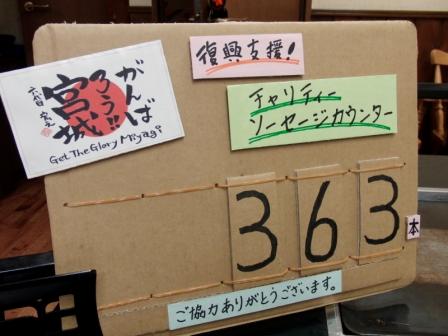 がんば
ろう!!
宮城
Get The Glory Miyagi
復興支援!
チャリティー
ソーセージカウンター
363
本
ご協力ありがとうございます。